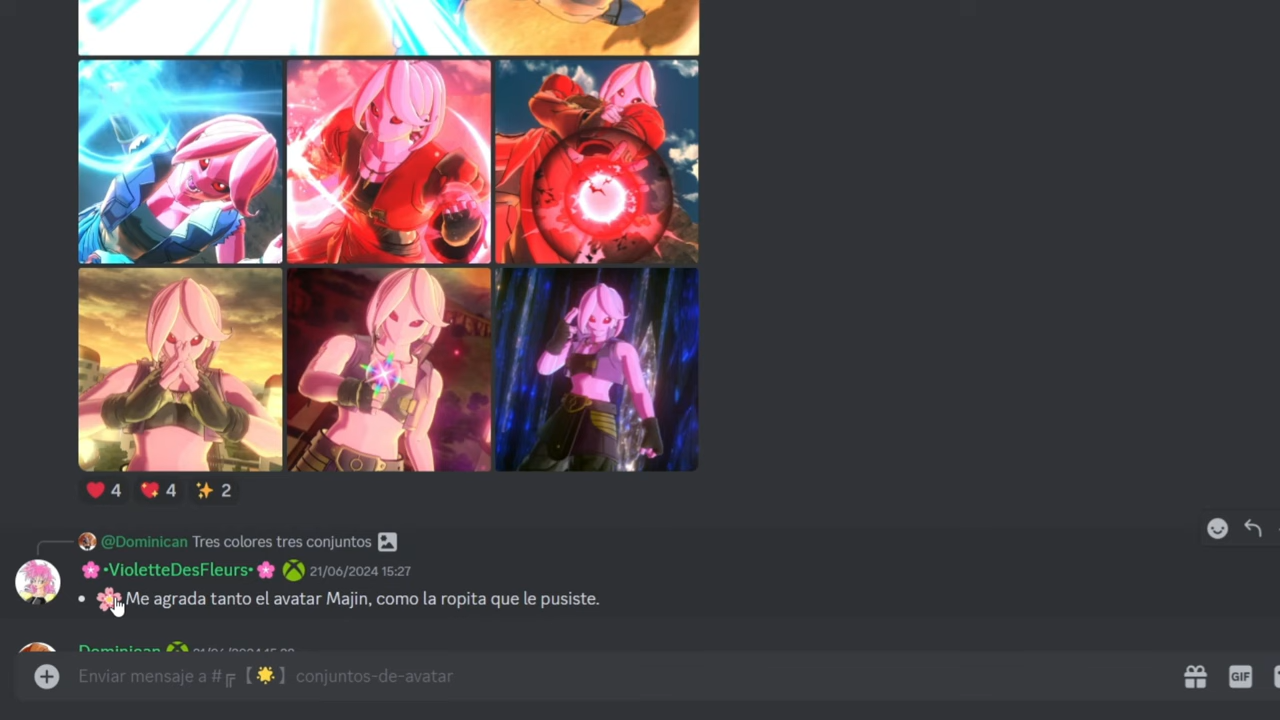 4 4 2
@Dominican Tres colores tres conjuntos
•VioletteDesFleurs• 21/06/2024 15:27
• Me agrada tanto el avatar Majin, como la ropita que le pusiste.
Dominican
Enviar mensaje a #╔【🌟】conjuntos-de-avatar
GIF